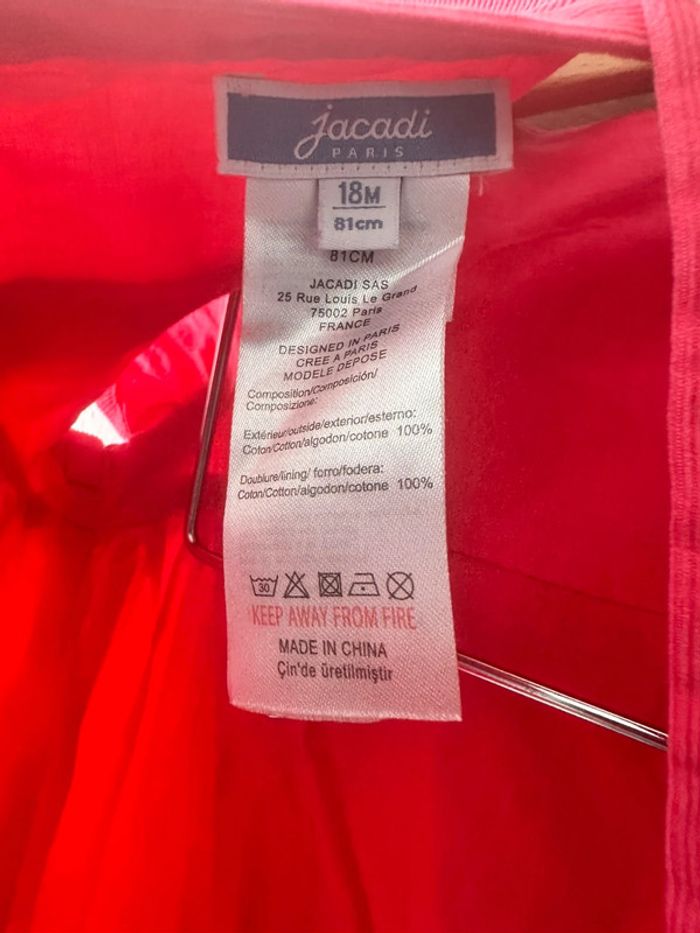 jacadi
PARIS
18M
81cm
81CM
JACADI SAS
25 Rue Louis Le Grand
75002 Paris
FRANCE
DESIGNED IN PARIS
CREE A PARIS
MODELE DEPOSE
Composition/Composición/
Composizione:
Extérieur/outside/exterior/esterno:
Coton/Cotton/algodon/cotone 100%
Doublure/lining/ forro/fodera:
Coton/Cotton/algodon/cotone 100%
30
KEEP AWAY FROM FIRE
MADE IN CHINA
Çin'de üretilmiştir